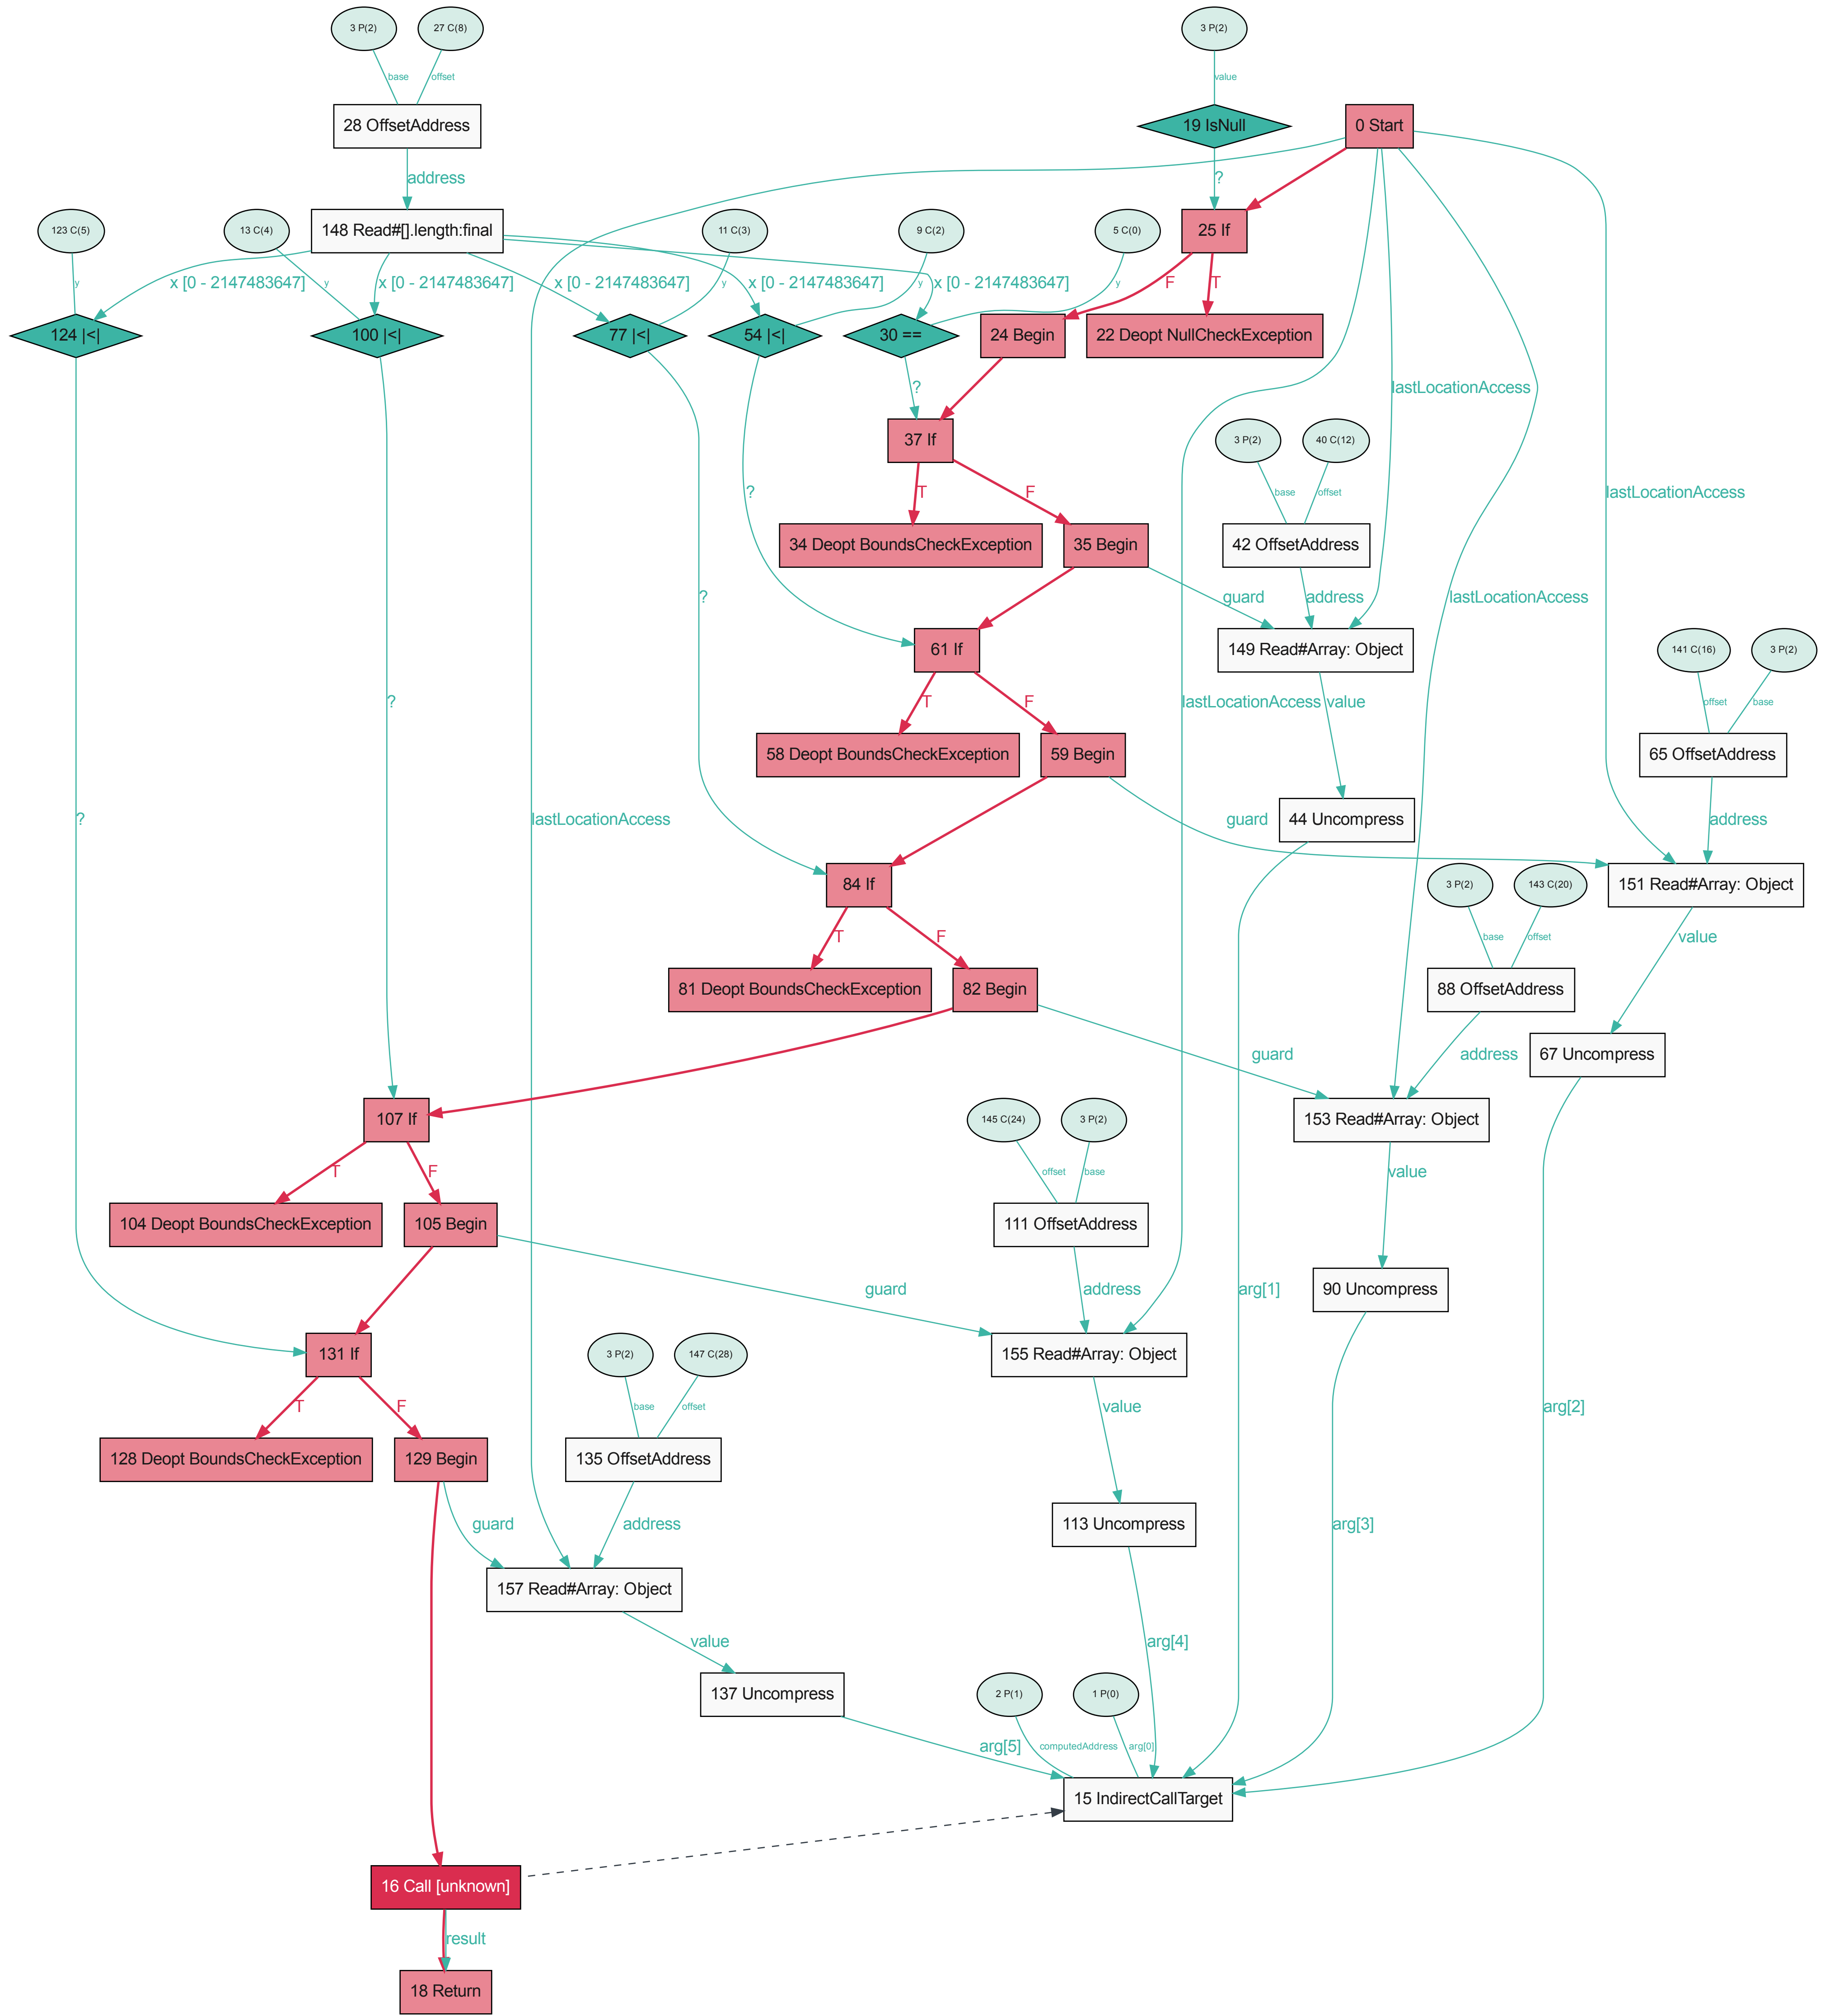 3 P(2)
27 C(8)
3 P(2)
base
offset
value
28 OffsetAddress
19 IsNull
0 Start
address
?
123 C(5)
13 C(4)
148 Read#[].length:final
11 C(3)
9 C(2)
5 C(0)
25 If
y
x [0 - 2147483647]
y
x [0 - 2147483647]
x [0 - 2147483647]
y
x [0 - 2147483647]
y
x [0 - 2147483647]
y
F
T
124 |<|
100 |<|
77 |<|
54 |<|
30 ==
24 Begin
22 Deopt NullCheckException
?
lastLocationAccess
37 If
3 P(2)
40 C(12)
?
T
F
base
offset
lastLocationAccess
34 Deopt BoundsCheckException
35 Begin
42 OffsetAddress
?
guard
address
lastLocationAccess
61 If
149 Read#Array: Object
141 C(16)
3 P(2)
?
T
F
lastLocationAccess
value
offset
base
58 Deopt BoundsCheckException
59 Begin
65 OffsetAddress
?
lastLocationAccess
guard
44 Uncompress
address
84 If
3 P(2)
143 C(20)
151 Read#Array: Object
T
F
base
offset
value
81 Deopt BoundsCheckException
82 Begin
88 OffsetAddress
guard
address
67 Uncompress
107 If
145 C(24)
3 P(2)
153 Read#Array: Object
T
F
offset
base
value
104 Deopt BoundsCheckException
105 Begin
111 OffsetAddress
guard
address
arg[1]
90 Uncompress
131 If
3 P(2)
147 C(28)
155 Read#Array: Object
T
F
base
offset
value
arg[2]
128 Deopt BoundsCheckException
129 Begin
135 OffsetAddress
guard
address
113 Uncompress
arg[3]
157 Read#Array: Object
value
arg[4]
137 Uncompress
2 P(1)
1 P(0)
arg[5]
computedAddress
arg[0]
15 IndirectCallTarget
16 Call [unknown]
result
18 Return